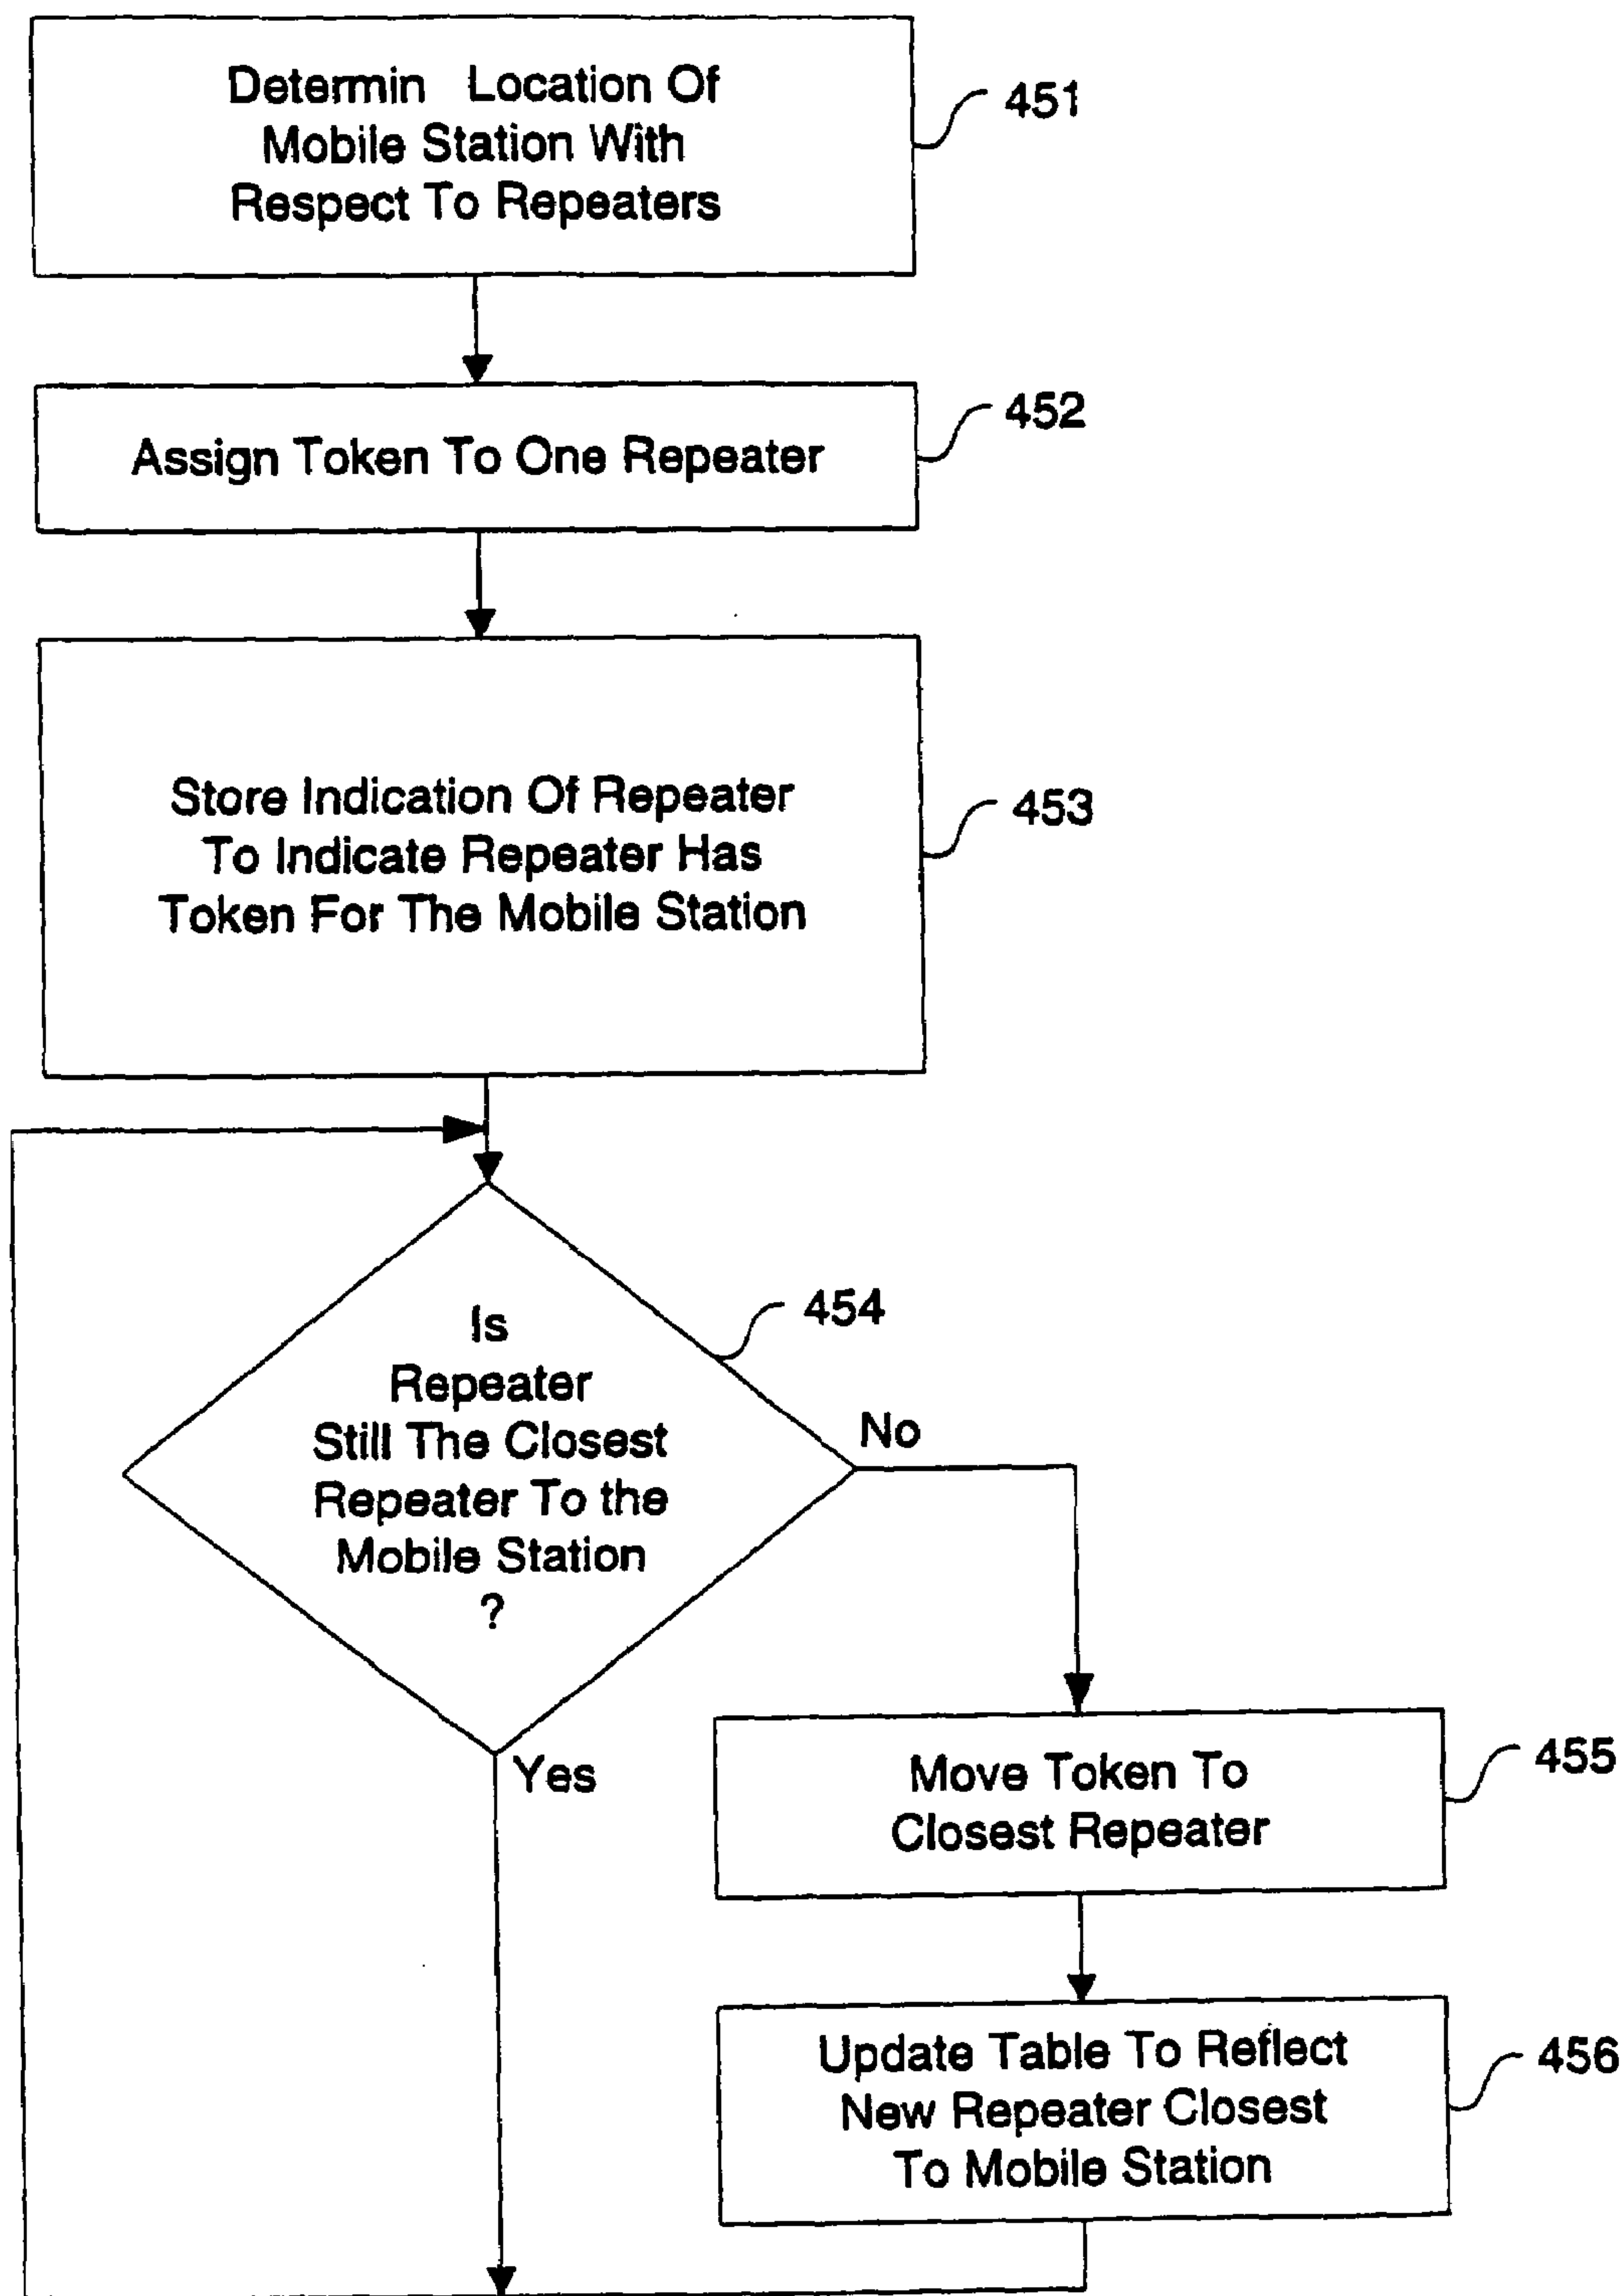 Determin Location Of
Mobile Station With
Respect To Repeaters
451
Assign Token To One Repeater
452
Store Indication Of Repeater
To Indicate Repeater Has
Token For The Mobile Station
453
Is
Repeater
Still The Closest
Repeater To the
Mobile Station
?
454
No
Yes
Move Token To
Closest Repeater
455
Update Table To Reflect
New Repeater Closest
To Mobile Station
456